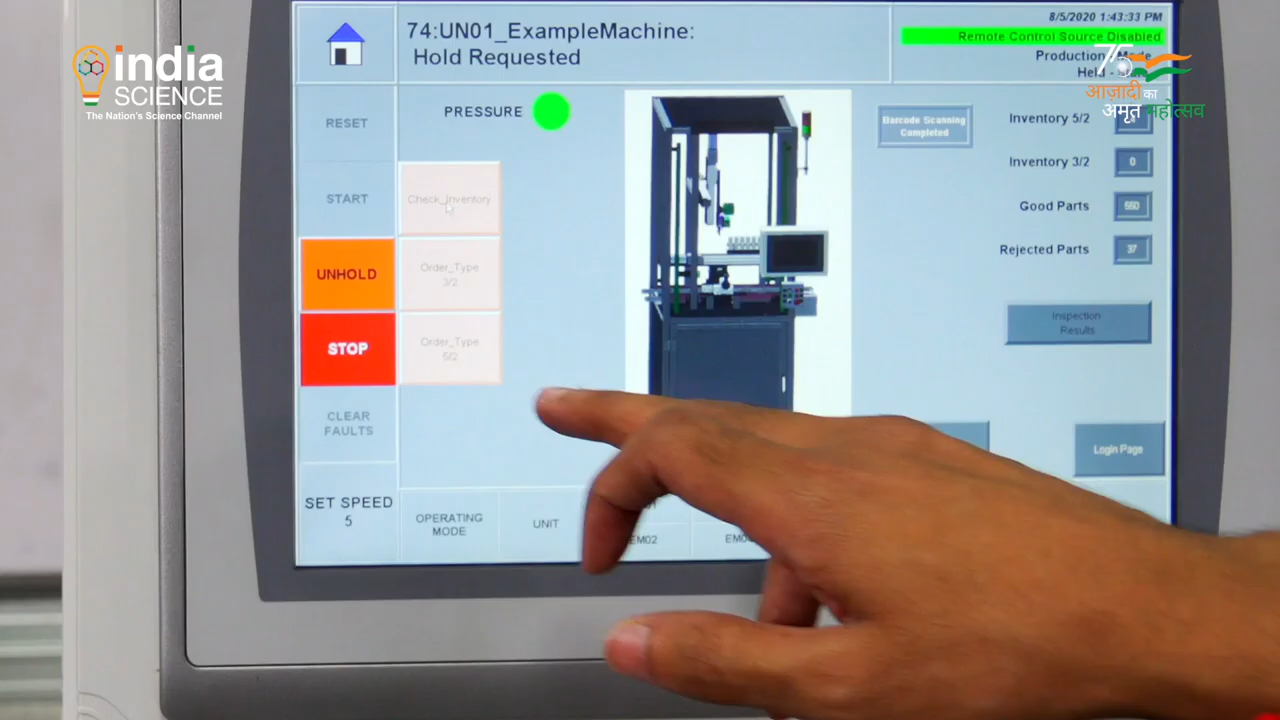 india
SCIENCE
The Nation's Science Channel
74:UN01_ExampleMachine:
Hold Requested
8/5/2020 1:43:33 PM
Remote Control Source Disabled
Production Mode
Held -
75
आज़ादी का
अमृत महोत्सव
RESET
START
UNHOLD
STOP
CLEAR
FAULTS
SET SPEED
5
PRESSURE
Check_Inventory
Order_Type
3/2
Order_Type
5/2
Barcode Scanning
Completed
Inventory 5/2
Inventory 3/2
0
Good Parts
550
Rejected Parts
37
Inspection
Results
Login Page
OPERATING
MODE
UNIT
EM02